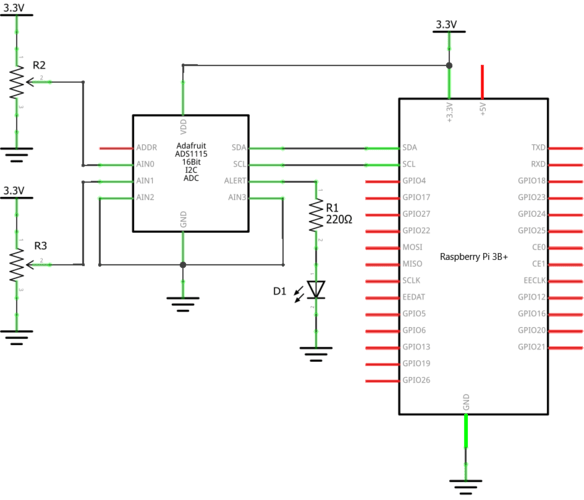 3.3V
R2
3.3V
R3
VDD
Adafruit
ADS1115
16Bit
I2C
ADC
ADDR
AIN0
AIN1
AIN2
SDA
SCL
ALERT
AIN3
GND
R1
220Ω
D1
3.3V
+3.3V
+5V
Raspberry Pi 3B+
SDA
SCL
GPIO4
GPIO17
GPIO27
GPIO22
MOSI
MISO
SCLK
EEDAT
GPIO5
GPIO6
GPIO13
GPIO19
GPIO26
TXD
RXD
GPIO18
GPIO23
GPIO24
GPIO25
CE0
CE1
EECLK
GPIO12
GPIO16
GPIO20
GPIO21
GND